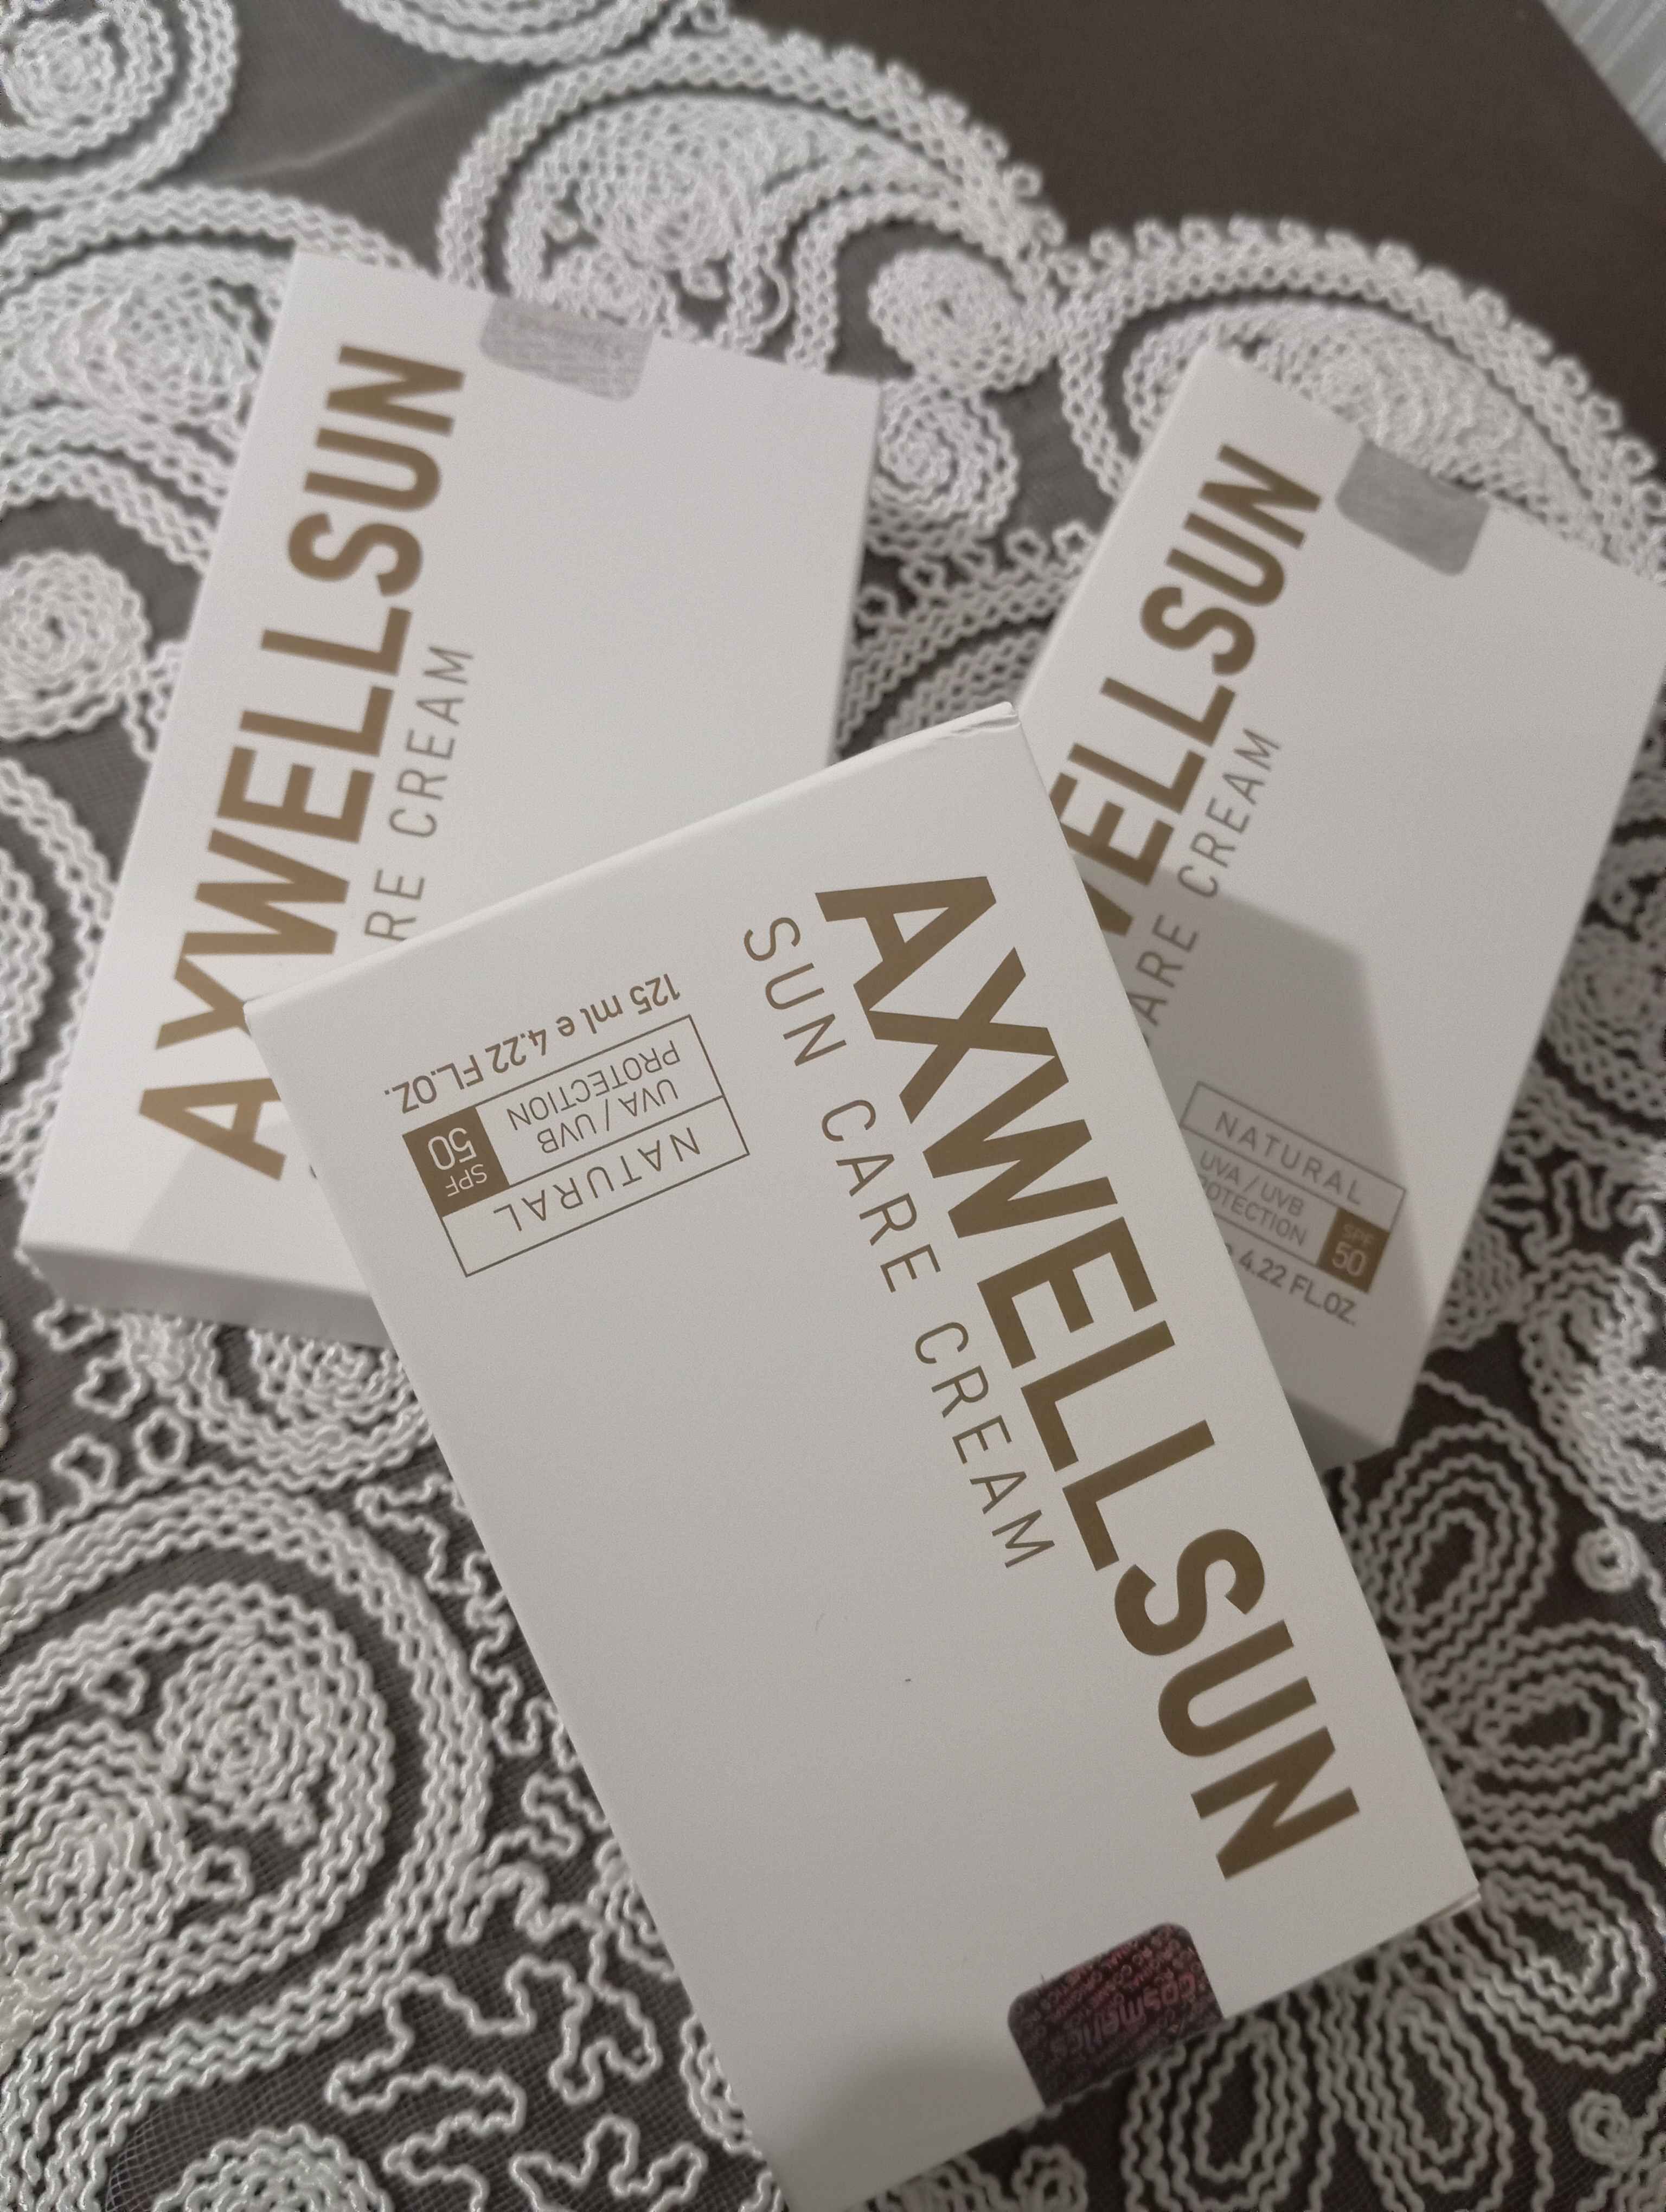 AXWELLSUN
RE CREAM
WELLSUN
ARE CREAM
NATURAL
UVA / UVB
SPF
50
4.22 FL.OZ.
AXWELLSUN
SUN CARE CREAM
NATURAL
UVA / UVB
PROTECTION
SPF
50
125 ml e 4.22 FL.OZ.
cosmetics